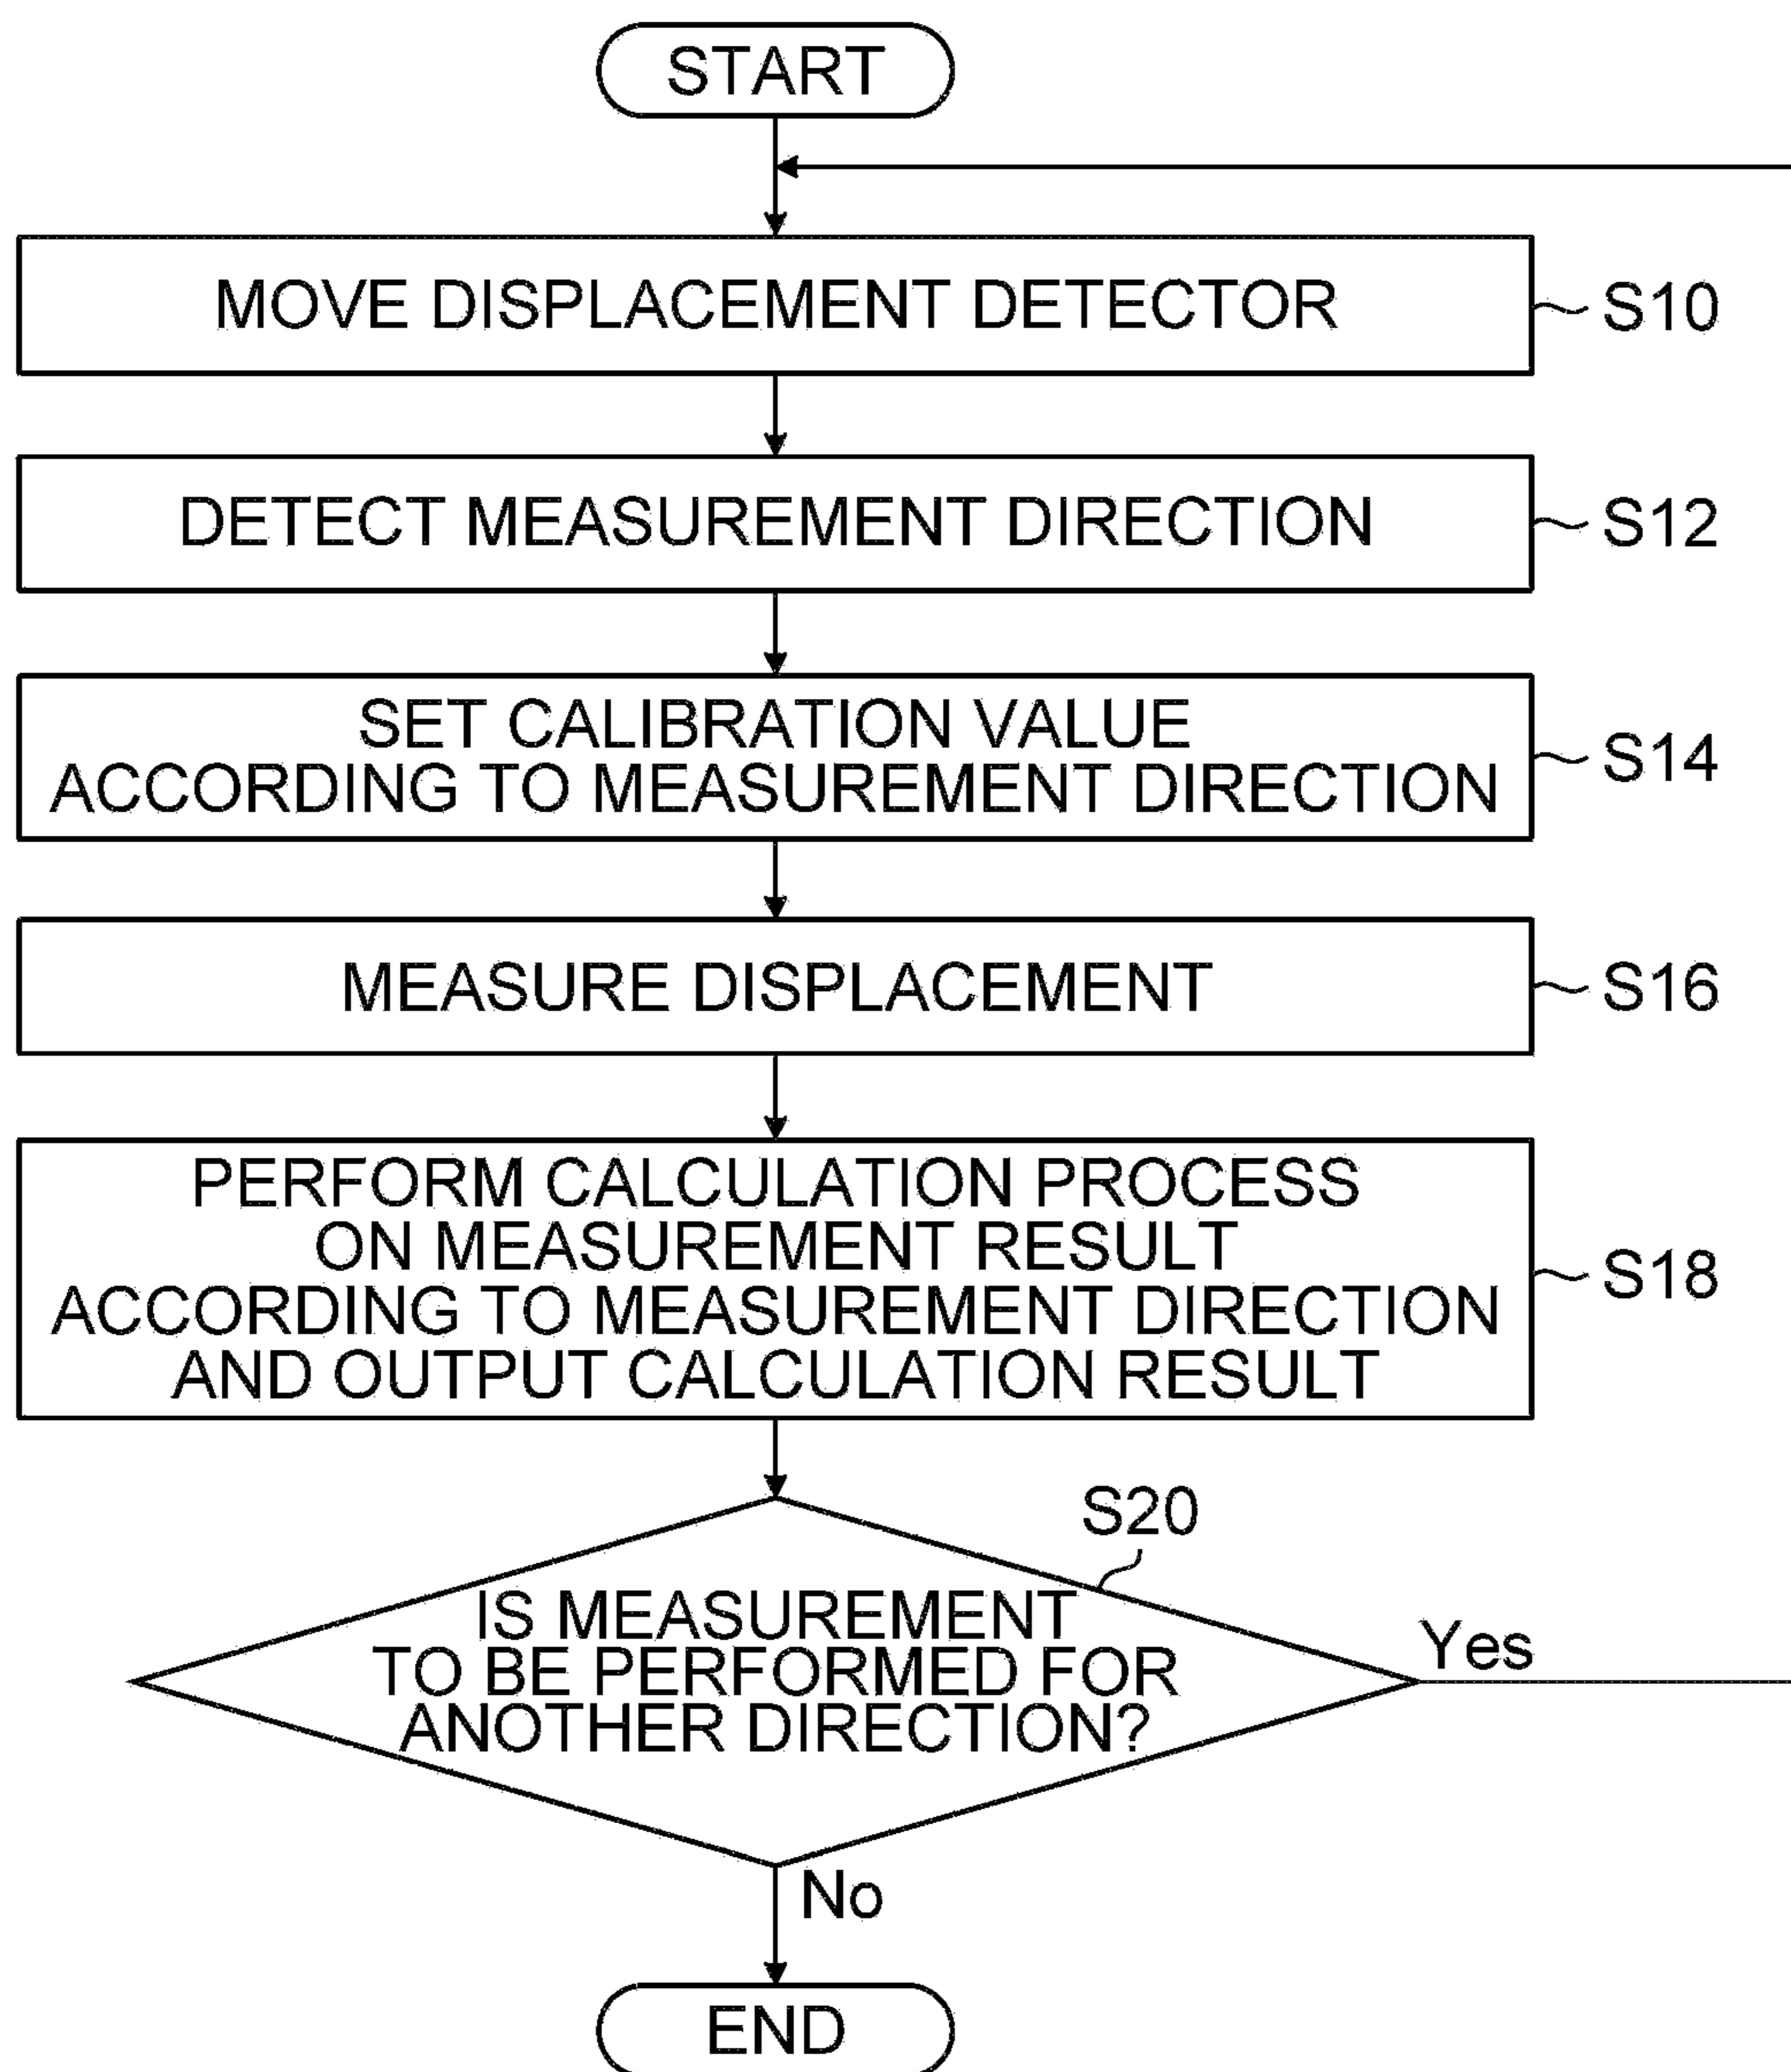 START
MOVE DISPLACEMENT DETECTOR
S10
DETECT MEASUREMENT DIRECTION
S12
SET CALIBRATION VALUE
ACCORDING TO MEASUREMENT DIRECTION
S14
MEASURE DISPLACEMENT
S16
PERFORM CALCULATION PROCESS
ON MEASUREMENT RESULT
ACCORDING TO MEASUREMENT DIRECTION
AND OUTPUT CALCULATION RESULT
S18
S20
IS MEASUREMENT
TO BE PERFORMED FOR
ANOTHER DIRECTION?
Yes
No
END